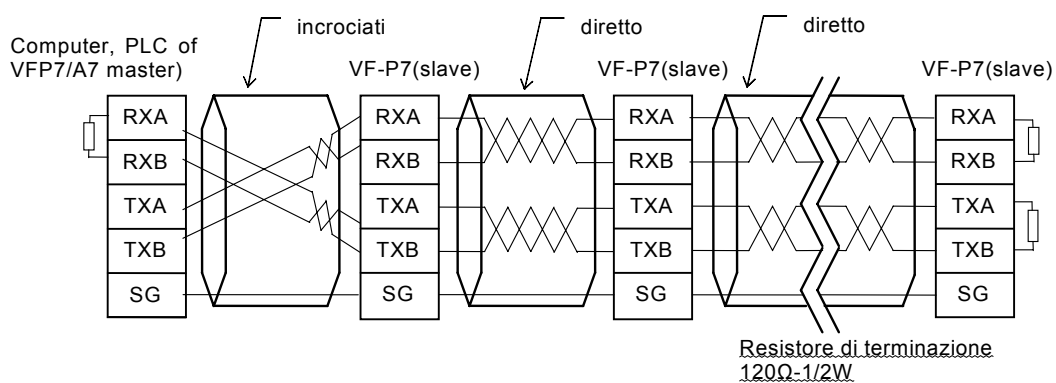 incrociati
diretto
diretto
Computer, PLC of
VFP7/A7 master)
VF-P7(slave)
VF-P7(slave)
VF-P7(slave)
RXA
RXB
TXA
TXB
SG
RXA
RXB
TXA
TXB
SG
RXA
RXB
TXA
TXB
SG
RXA
RXB
TXA
TXB
SG
Resistore di terminazione
120Ω-1/2W